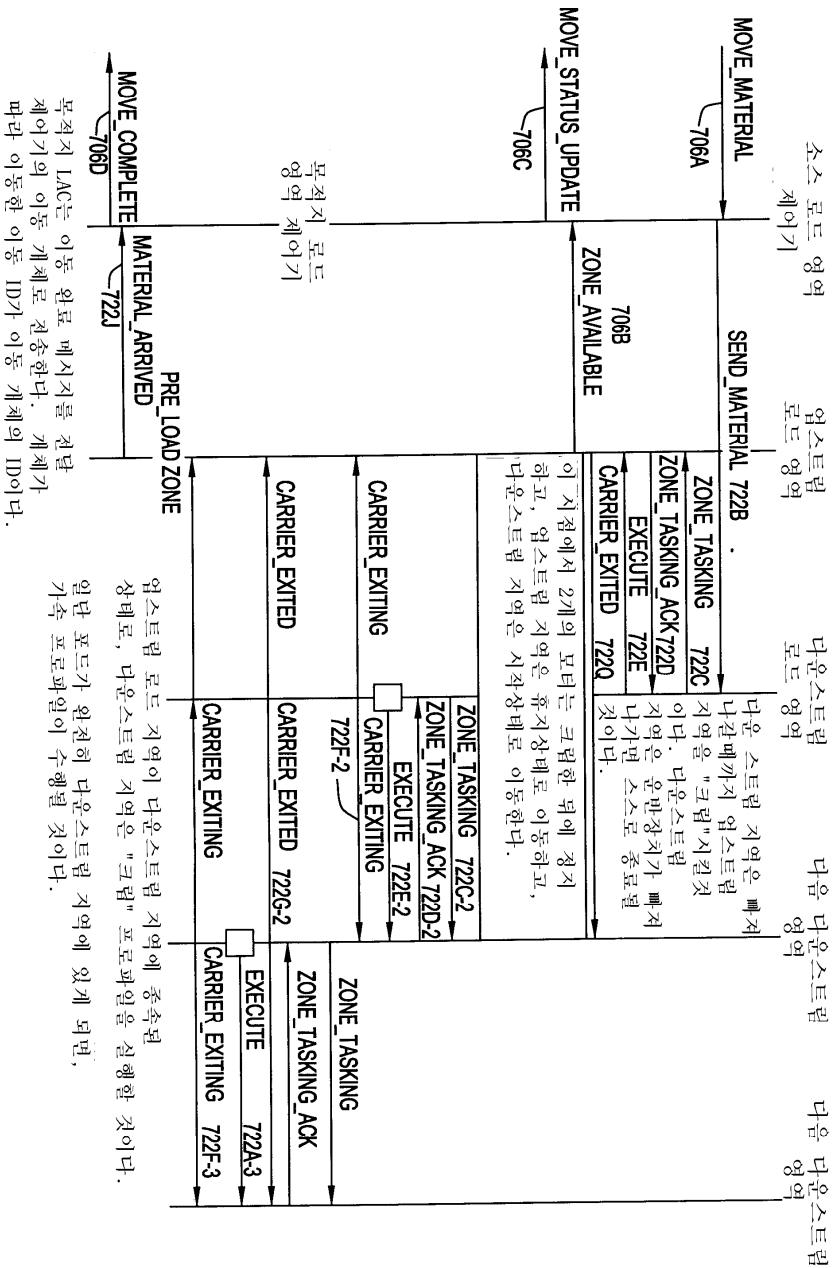 소스 로드 영역
제어기
업스트림
로드 영역
다운스트림
로드 영역
다음 다운스트림
영역
다음 다운스트림
영역
MOVE_MATERIAL
706A
SEND_MATERIAL 722B
ZONE_TASKING 722C
ZONE_TASKING_ACK 722D
EXECUTE 722E
CARRIER_EXITED 722Q
다운 스트림 지역은 빠져
나갈때까지 업스트림
지역을 "크립"시킬것
이다. 다운스트림
지역은 운반장치가 빠져
나가면 스스로 종료될
것이다.
MOVE_STATUS_UPDATE
706C
706B
ZONE_AVAILABLE
이 시점에서 2개의 모터는 크립한 뒤에 정지
하고, 업스트림 지역은 휴지상태로 이동하고,
다운스트림 지역은 시작상태로 이동한다.
ZONE_TASKING 722C-2
ZONE_TASKING_ACK 722D-2
EXECUTE 722E-2
CARRIER_EXITING
CARRIER_EXITING
722F-2
ZONE_TASKING
ZONE_TASKING_ACK
목적지 로드
영역 제어기
CARRIER_EXITED
CARRIER_EXITED 722G-2
EXECUTE 722A-3
CARRIER_EXITING
CARRIER_EXITING 722F-3
PRE_LOAD ZONE
MATERIAL_ARRIVED
722J
MOVE_COMPLETE
706D
업스트림 로드 지역이 다운스트림 지역에 종속된
상태로, 다운스트림 지역은 "크립" 프로파일을 실행할 것이다.
일단 포드가 완전히 다운스트림 지역에 있게 되면,
가속 프로파일이 수행될 것이다.
목적지 LAC는 이동 완료 메시지를 전달
제어기의 이동 개체로 전송한다. 개체가
따라 이동한 이동 ID가 이동 개체의 ID이다.